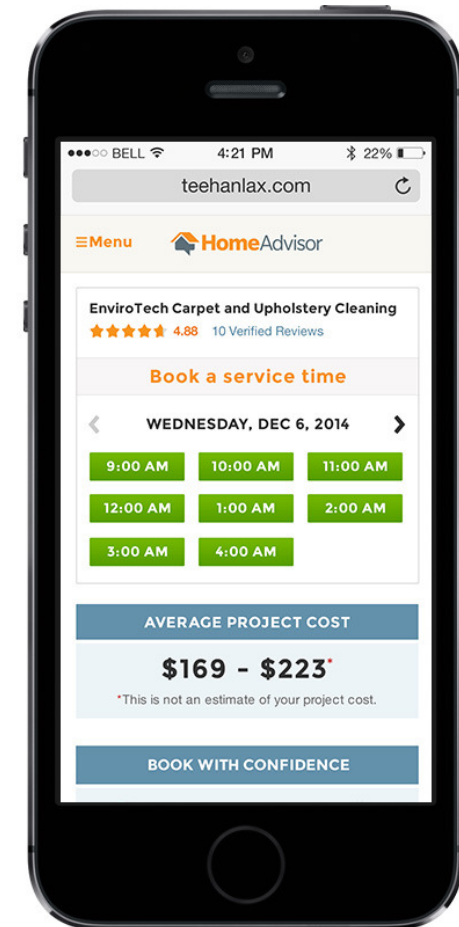 BELL 4:21 PM 22%
teehanlax.com
Menu HomeAdvisor
EnviroTech Carpet and Upholstery Cleaning
4.88 10 Verified Reviews
Book a service time
WEDNESDAY, DEC 6, 2014
9:00 AM 10:00 AM 11:00 AM
12:00 AM 1:00 AM 2:00 AM
3:00 AM 4:00 AM
AVERAGE PROJECT COST
$169 - $223*
*This is not an estimate of your project cost.
BOOK WITH CONFIDENCE